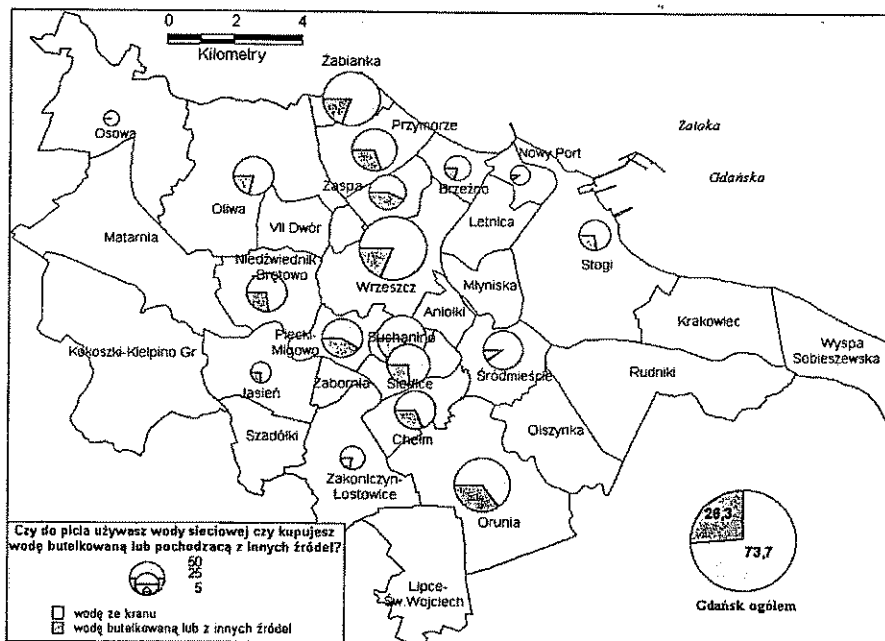 0 2 4
Kilometry
Żabianka
Przymorze
Osowa
Zatoka
Nowy Port
Gdańska
Zaspa
Brzeźno
Oliwa
VII Dwór
Letnica
Matarnia
Niedźwiednik
Brętowo
Wrzeszcz
Stogi
Młyniska
Aniołki
Krakowiec
Piecki-
Migowo
Suchanino
Wyspa
Sobieszewska
Kokoszki-Kiełpino Gr
Siedlce
Śródmieście
Rudniki
Jasień
Zabornia
Szadółki
Chełm
Olszynka
Zakoniczyn-
Łostowice
Orunia
26,3
73,7
Gdańsk ogółem
Lipce-
Św.Wojciech
Czy do picia używasz wody sieciowej czy kupujesz
wodę butelkowaną lub pochodzącą z innych źródeł?
50
25
5
wodę ze kranu
wodę butelkowaną lub z innych źródeł